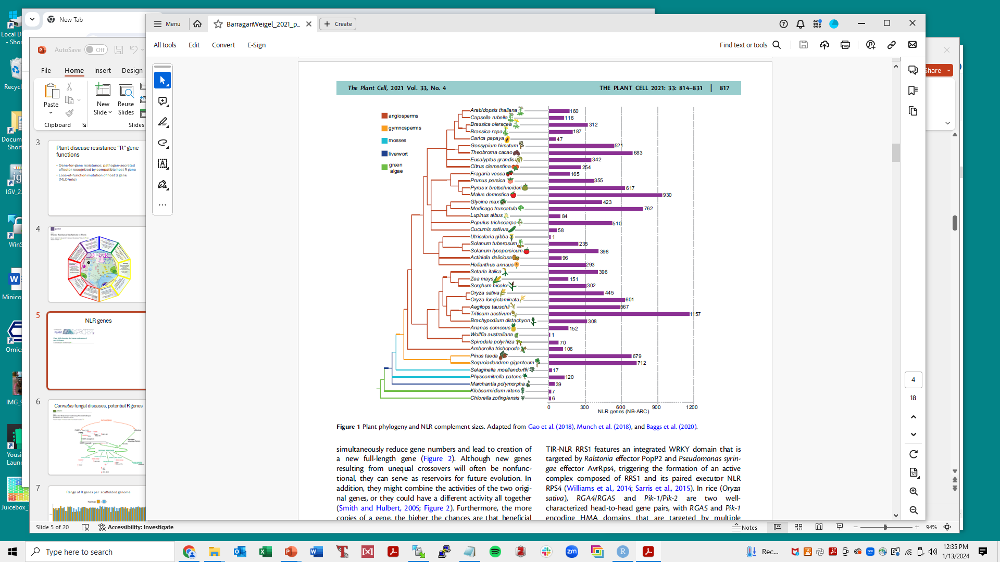 New Tab
Menu
BarraganWeigel_2021_p...
Create
All tools
Edit
Convert
E-Sign
Find text or tools
AutoSave
Off
File
Home
Insert
Design
Share
Paste
New
Slide
Reuse
Slides
Clipboard
Slides
Local D
- Shor
Recycl
Docum
Short
IGV_2.
WinS
Minico
Omics
IMG_9
Yousi
Laun
Juicebox_
3
Plant disease resistance “R” gene
functions
• Gene-for-gene resistance: pathogen-secreted
effector recognized by compatible host R gene
• Loss-of-function mutation of host S gene
(MLO/mlo)
4
5
NLR genes
PLANT
6
Cannabis fungal diseases, potential R genes
7
Range of R genes per scaffolded genome
The Plant Cell, 2021 Vol. 33, No. 4
THE PLANT CELL 2021: 33: 814–831 | 817
angiosperms
gymnosperms
mosses
liverwort
green
algae
Arabidopsis thaliana 160
Capsella rubella 116
Brassica oleracea 312
Brassica rapa 187
Carica papaya 47
Gossypium hirsutum 521
Theobroma cacao 683
Eucalyptus grandis 342
Citrus clementina 254
Fragaria vesca 165
Prunus persica 355
Pyrus x bretschneideri 617
Malus domestica 930
Glycine max 423
Medicago truncatula 762
Lupinus albus 84
Populus trichocarpa 510
Cucumis sativus 58
Utricularia gibba 1
Solanum tuberosum 235
Solanum lycopersicum 398
Actinidia deliciosa 96
Helianthus annuus 293
Setaria italica 396
Zea mays 151
Sorghum bicolor 302
Oryza sativa 445
Oryza longistaminata 601
Aegilops tauschii 567
Triticum aestivum 1157
Brachypodium distachyon 308
Ananas comosus 152
Wolffia australiana 1
Spirodela polyrhiza 70
Amborella trichopoda 106
Pinus taeda 679
Sequoiadendron giganteum 712
Selaginella moellendorffii 17
Physcomitrella patens 120
Marchantia polymorpha 39
Klebsormidium nitens 7
Chlorella zofingiensis 6
0 300 600 900 1200
NLR genes (NB-ARC)
Figure 1 Plant phylogeny and NLR complement sizes. Adapted from Gao et al. (2018), Munch et al. (2018), and Baggs et al. (2020).
simultaneously reduce gene numbers and lead to creation of
a new full-length gene (Figure 2). Although new genes
resulting from unequal crossovers will often be nonfunc-
tional, they can serve as reservoirs for future evolution. In
addition, they might combine the activities of the two origi-
nal genes, or they could have a different activity all together
(Smith and Hulbert, 2005; Figure 2). Furthermore, the more
copies of a gene, the higher the chances are that beneficial
TIR-NLR RRS1 features an integrated WRKY domain that is
targeted by Ralstonia effector PopP2 and Pseudomonas syrin-
gae effector AvrRps4, triggering the formation of an active
complex composed of RRS1 and its paired executor NLR
RPS4 (Williams et al., 2014; Sarris et al., 2015). In rice (Oryza
sativa), RGA4/RGA5 and Pik-1/Pik-2 are two well-
characterized head-to-head gene pairs, with RGA5 and Pik-1
encoding HMA domains that are targeted by multiple
4
18
Slide 5 of 20
Accessibility: Investigate
Notes
94%
Type here to search
Rec...
12:35 PM
1/13/2024